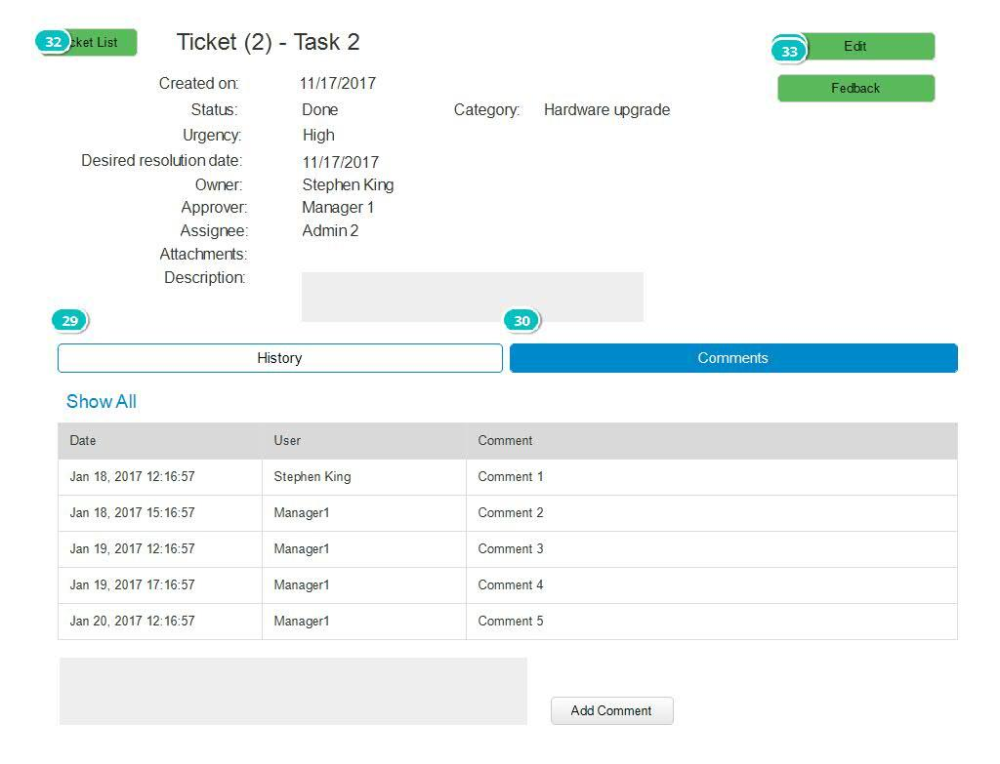 32 cket List
Ticket (2) - Task 2
33 Edit
Fedback
Created on: 11/17/2017
Status: Done Category: Hardware upgrade
Urgency: High
Desired resolution date: 11/17/2017
Owner: Stephen King
Approver: Manager 1
Assignee: Admin 2
Attachments:
Description:
29 30
History Comments
Show All
Date User Comment
Jan 18, 2017 12:16:57 Stephen King Comment 1
Jan 18, 2017 15:16:57 Manager1 Comment 2
Jan 19, 2017 12:16:57 Manager1 Comment 3
Jan 19, 2017 17:16:57 Manager1 Comment 4
Jan 20, 2017 12:16:57 Manager1 Comment 5
Add Comment